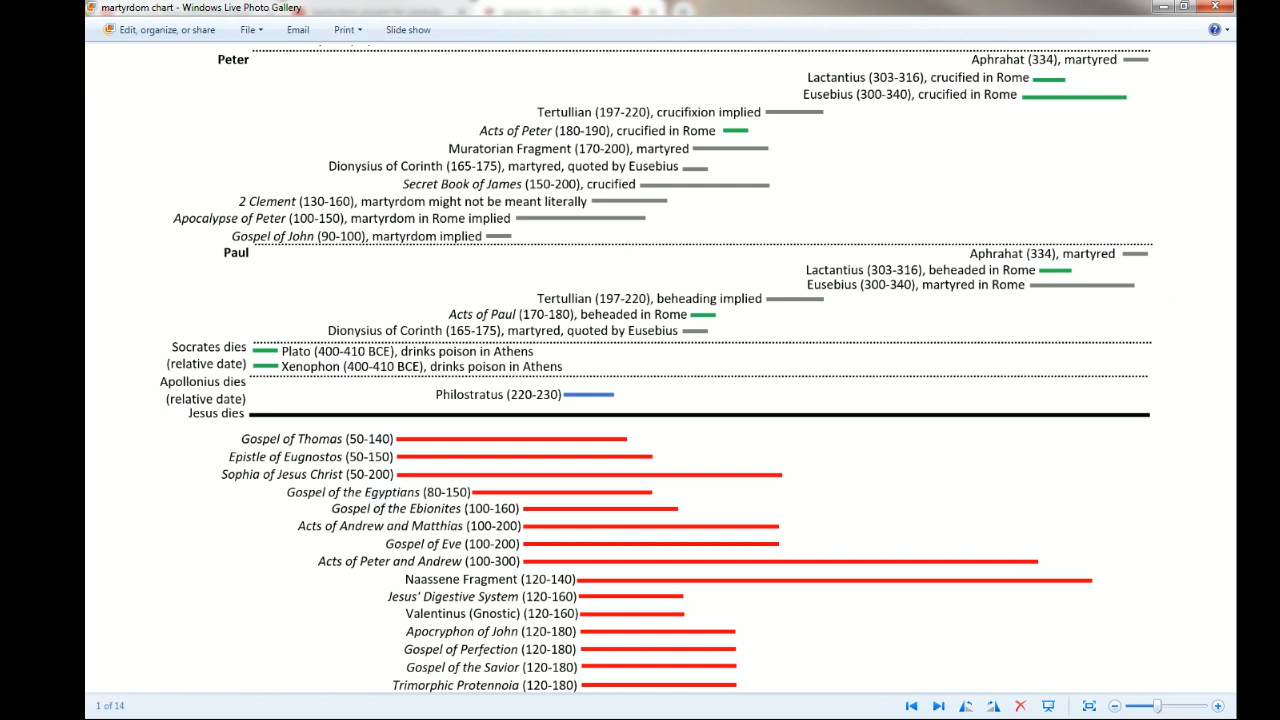 martyrdom chart - Windows Live Photo Gallery
Edit, organize, or share File Email Print Slide show
Peter
Aphrahat (334), martyred
Lactantius (303-316), crucified in Rome
Eusebius (300-340), crucified in Rome
Tertullian (197-220), crucifixion implied
Acts of Peter (180-190), crucified in Rome
Muratorian Fragment (170-200), martyred
Dionysius of Corinth (165-175), martyred, quoted by Eusebius
Secret Book of James (150-200), crucified
2 Clement (130-160), martyrdom might not be meant literally
Apocalypse of Peter (100-150), martyrdom in Rome implied
Gospel of John (90-100), martyrdom implied
Paul
Aphrahat (334), martyred
Lactantius (303-316), beheaded in Rome
Eusebius (300-340), martyred in Rome
Tertullian (197-220), beheading implied
Acts of Paul (170-180), beheaded in Rome
Dionysius of Corinth (165-175), martyred, quoted by Eusebius
Socrates dies
(relative date)
Plato (400-410 BCE), drinks poison in Athens
Xenophon (400-410 BCE), drinks poison in Athens
Apollonius dies
(relative date)
Philostratus (220-230)
Jesus dies
Gospel of Thomas (50-140)
Epistle of Eugnostos (50-150)
Sophia of Jesus Christ (50-200)
Gospel of the Egyptians (80-150)
Gospel of the Ebionites (100-160)
Acts of Andrew and Matthias (100-200)
Gospel of Eve (100-200)
Acts of Peter and Andrew (100-300)
Naassene Fragment (120-140)
Jesus' Digestive System (120-160)
Valentinus (Gnostic) (120-160)
Apocryphon of John (120-180)
Gospel of Perfection (120-180)
Gospel of the Savior (120-180)
Trimorphic Protennoia (120-180)
1 of 14